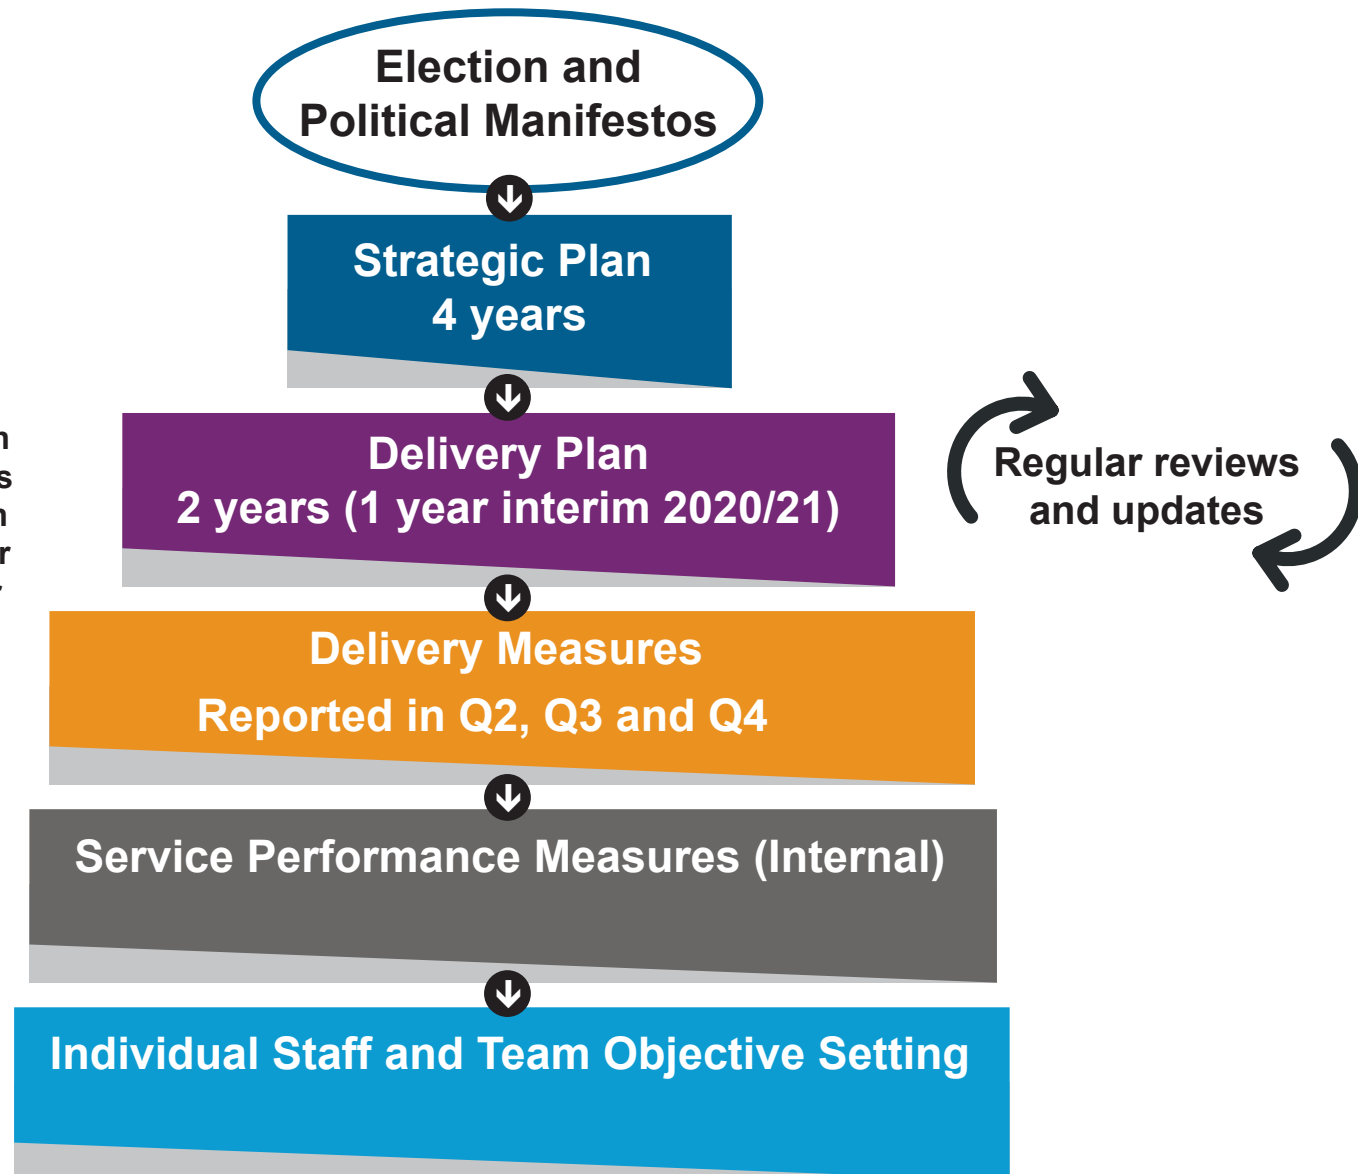 Election and
Political Manifestos
Strategic Plan
4 years
Delivery Plan
2 years (1 year interim 2020/21)
Regular reviews
and updates
Delivery Measures
Reported in Q2, Q3 and Q4
Service Performance Measures (Internal)
Individual Staff and Team Objective Setting